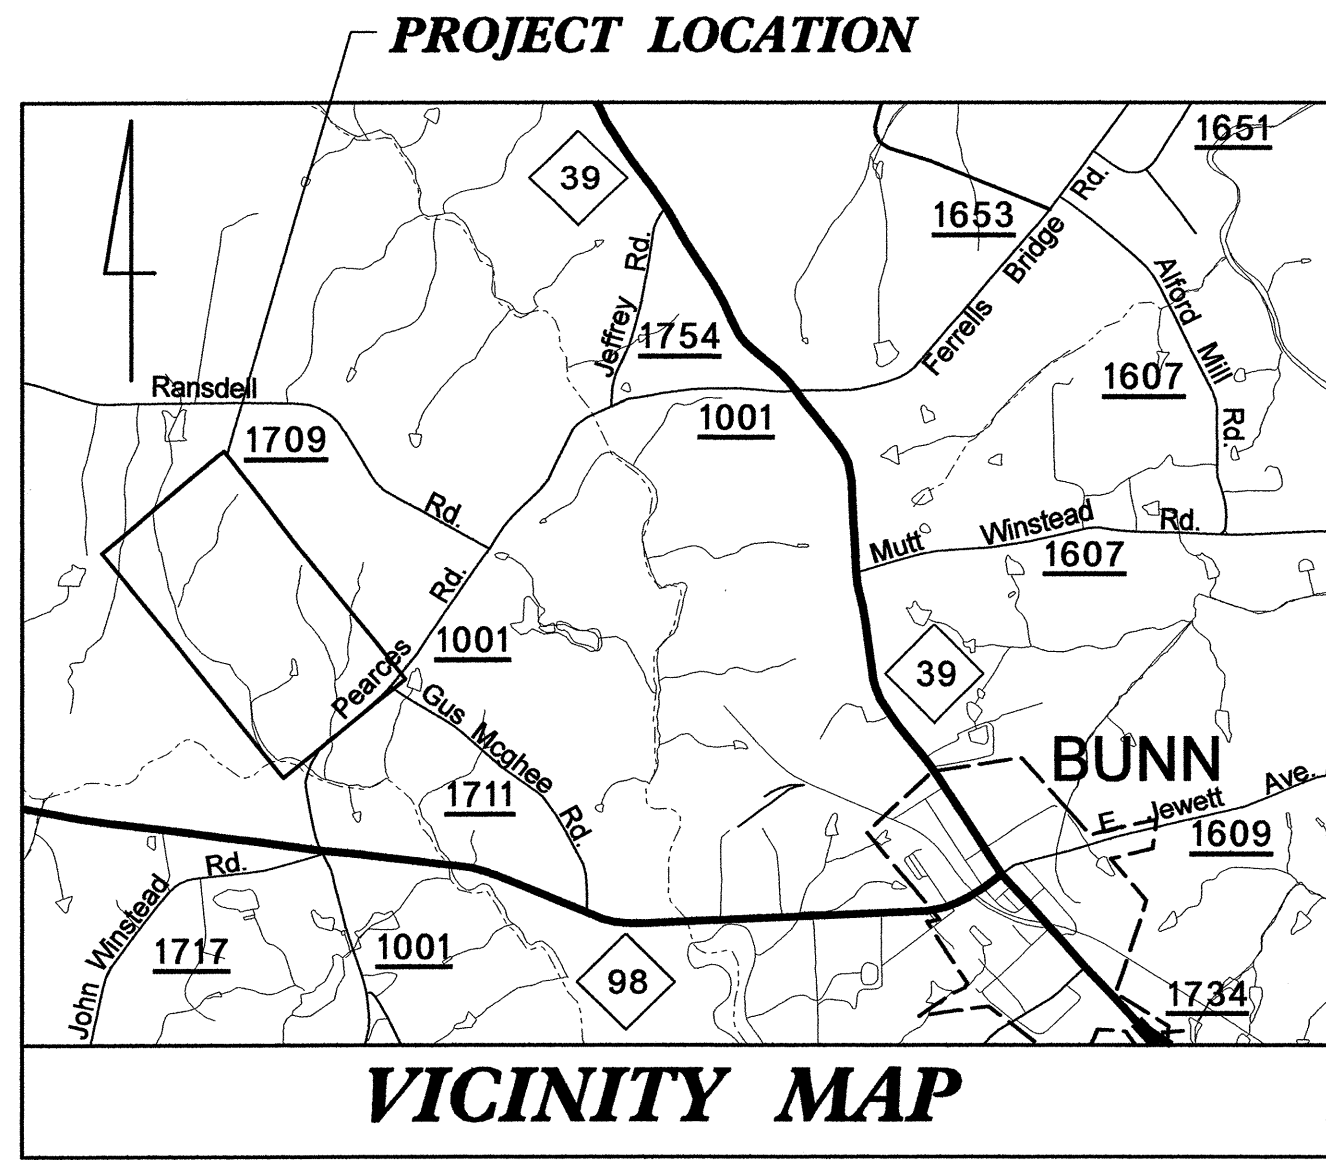 PROJECT LOCATION
1651
39
Rd.
1653
Bridge
Jeffrey Rd.
Alford Mill Rd.
1754
Ferrells
1607
Ransdell
1001
1709
Rd.
Mutt Winstead Rd.
1607
Rd.
1001
Pearces
39
Gus Mcghee Rd.
BUNN
1711
E. Jewett Ave.
1609
Rd.
John Winstead
1717
1001
98
1734
VICINITY MAP